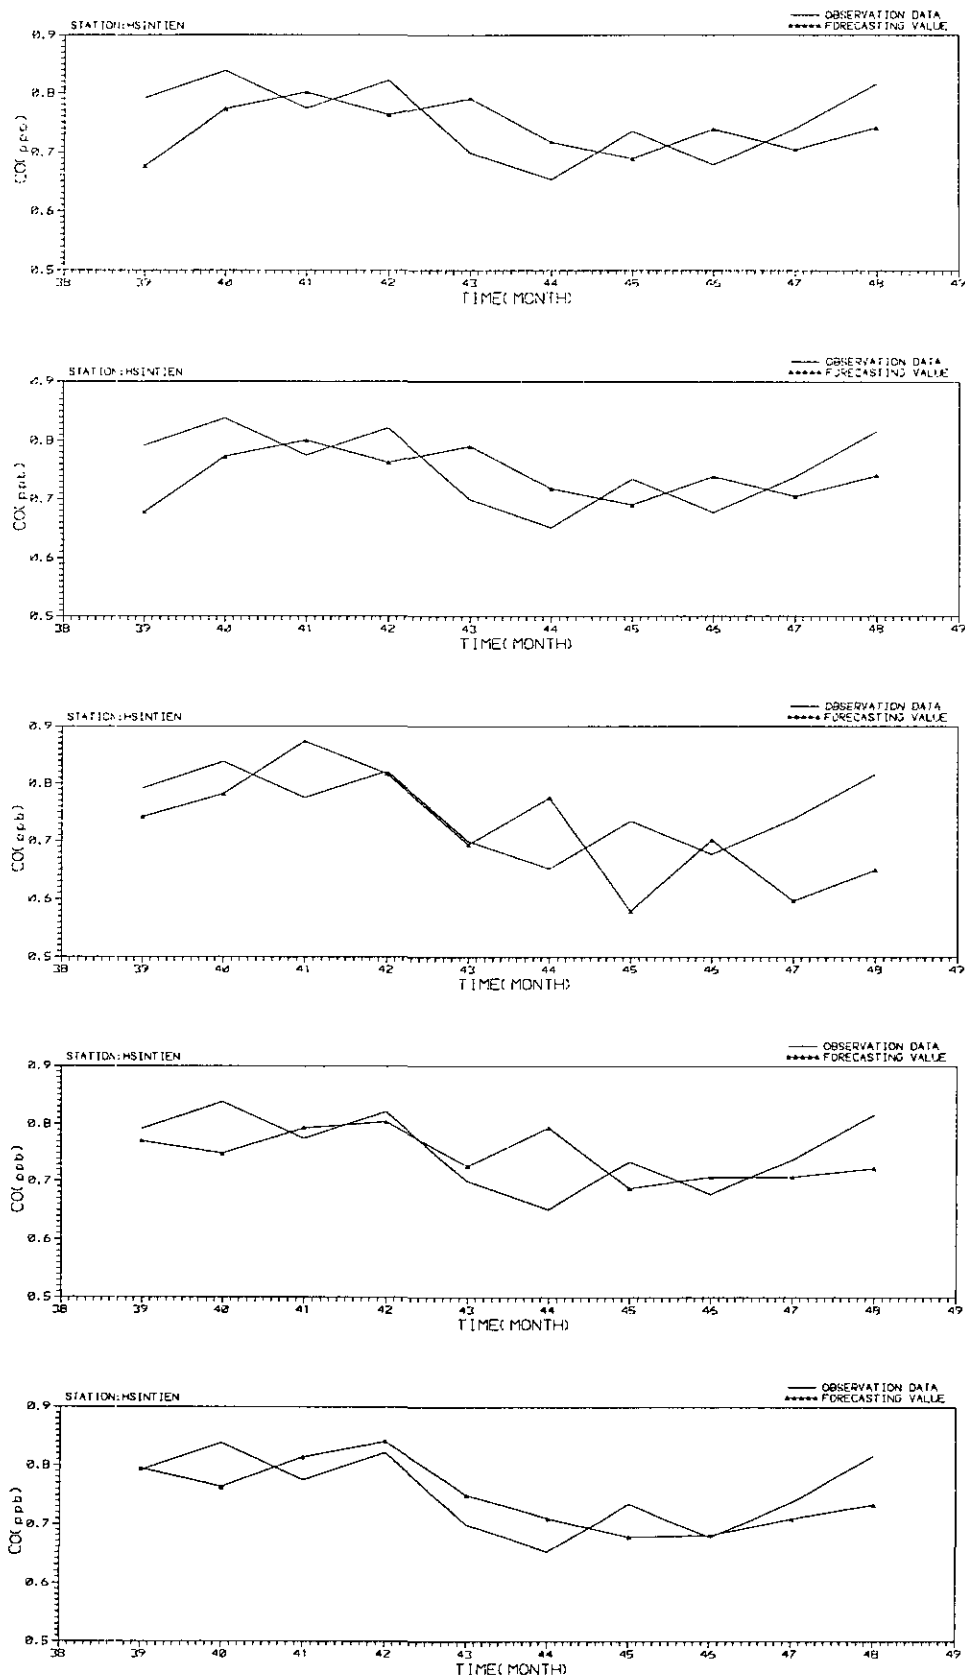 STATION:HSINTIEN
OBSERVATION DATA
FORECASTING VALUE
0.9
0.8
0.7
0.6
0.5
CO(ppb)
38 39 40 41 42 43 44 45 46 47 48 49
TIME(MONTH)
STATION:HSINTIEN
OBSERVATION DATA
FORECASTING VALUE
0.9
0.8
0.7
0.6
0.5
CO(ppb)
38 39 40 41 42 43 44 45 46 47 48 49
TIME(MONTH)
STATION:HSINTIEN
OBSERVATION DATA
FORECASTING VALUE
0.9
0.8
0.7
0.6
0.5
CO(ppb)
38 39 40 41 42 43 44 45 46 47 48 49
TIME(MONTH)
STATION:HSINTIEN
OBSERVATION DATA
FORECASTING VALUE
0.9
0.8
0.7
0.6
0.5
CO(ppb)
38 39 40 41 42 43 44 45 46 47 48 49
TIME(MONTH)
STATION:HSINTIEN
OBSERVATION DATA
FORECASTING VALUE
0.9
0.8
0.7
0.6
0.5
CO(ppb)
38 39 40 41 42 43 44 45 46 47 48 49
TIME(MONTH)